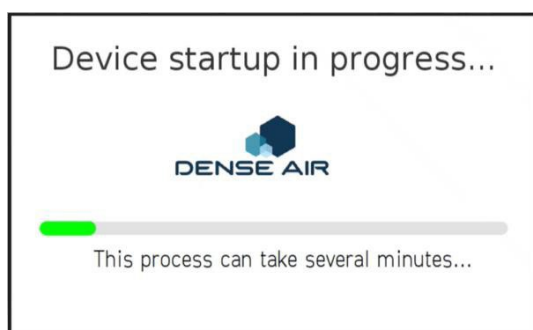 Device startup in progress...
DENSE AIR
This process can take several minutes...